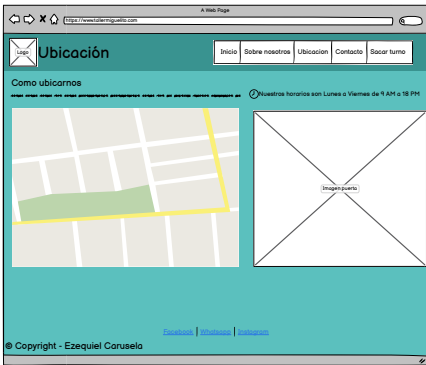 A Web Page
https://www.tallermiguelito.com
Logo
Ubicación
Inicio
Sobre nosotros
Ubicacion
Contacto
Sacar turno
Como ubicarnos
Nuestros horarios son Lunes a Viernes de 9 AM a 18 PM
Imagen puerta
Facebook | Whatsapp | Instagram
© Copyright - Ezequiel Carusela